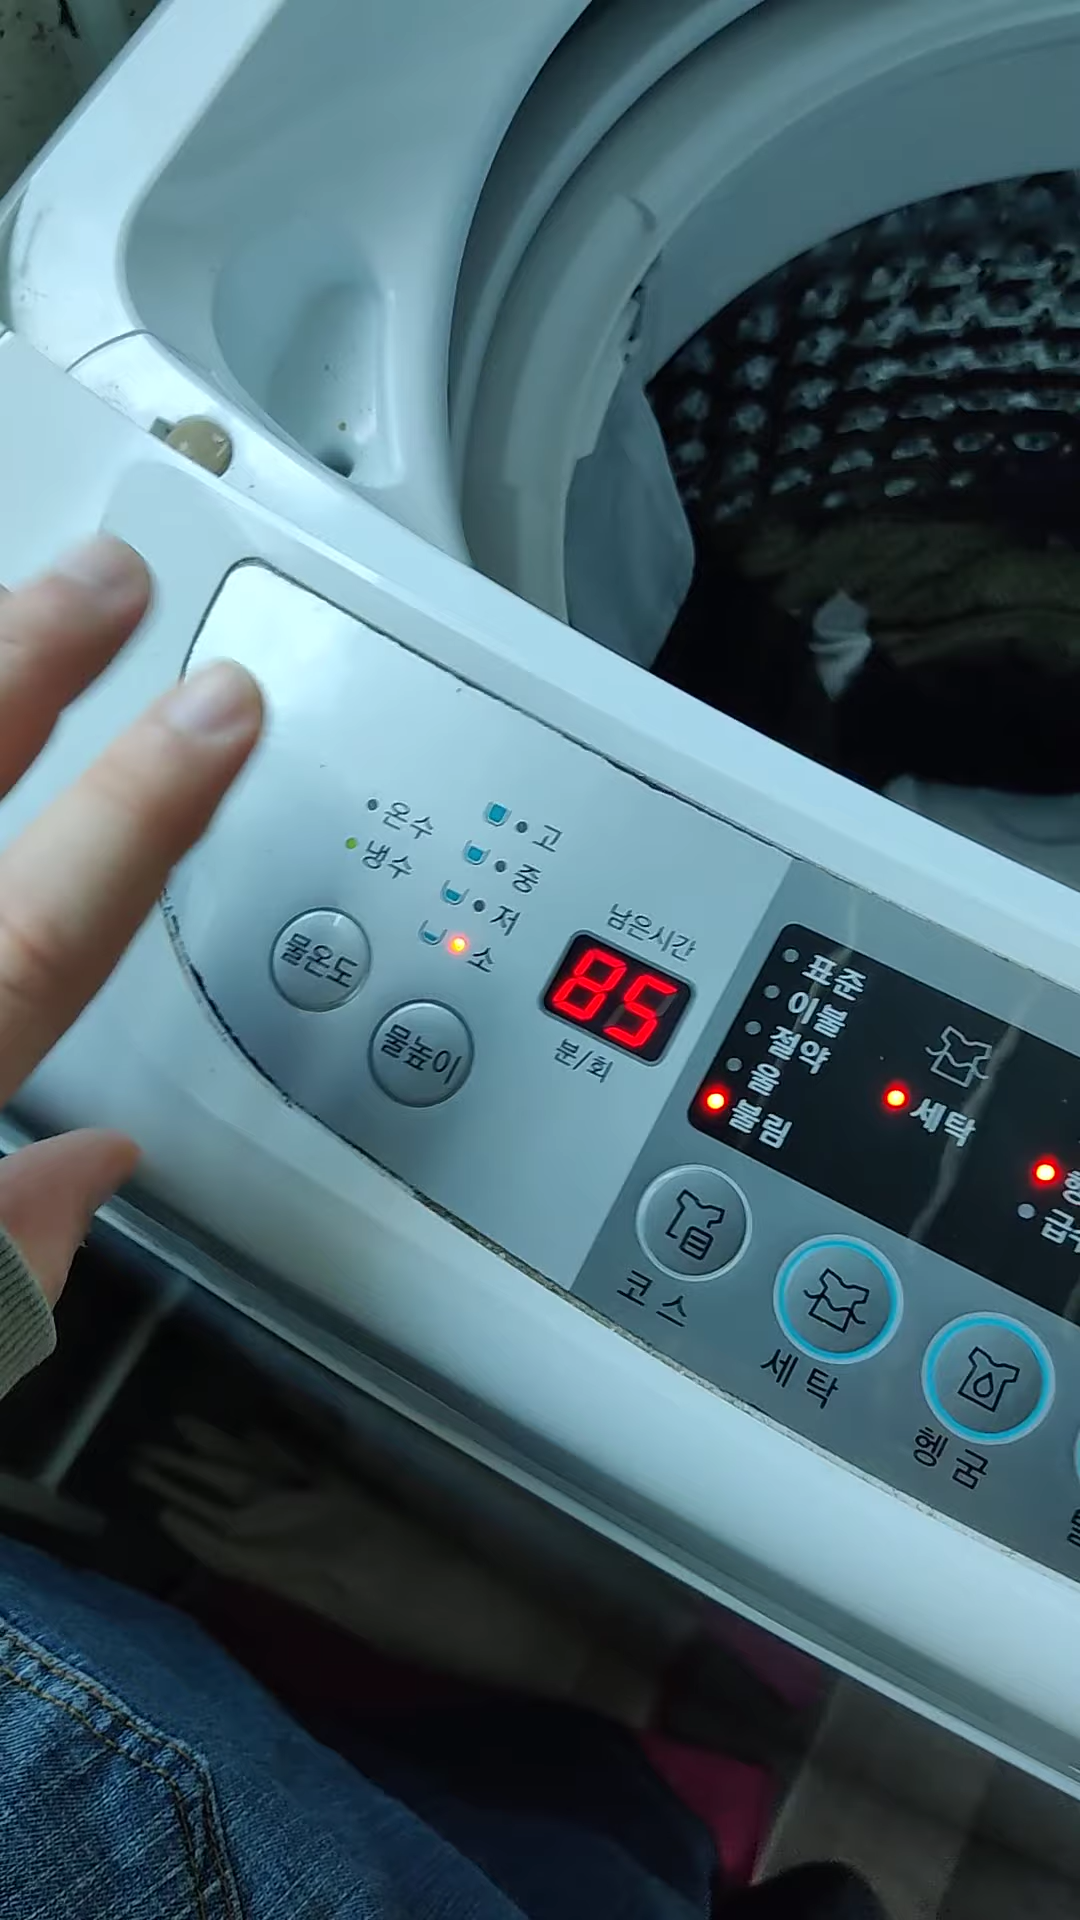 온수
냉수
고
중
저
소
물온도
물높이
남은시간
85
분/회
표준
이불
절약
울
불림
세탁
코스
세탁
헹굼